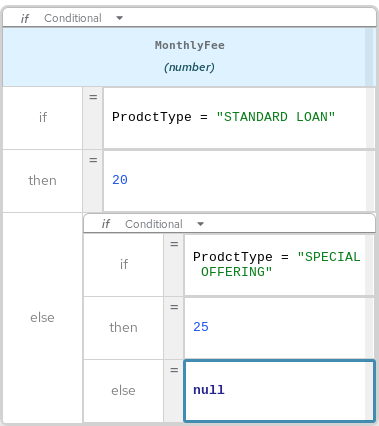 if Conditional
MonthlyFee
(number)
if = ProdctType = "STANDARD LOAN"
then = 20
else
if Conditional
if = ProdctType = "SPECIAL
OFFERING"
then = 25
else = null